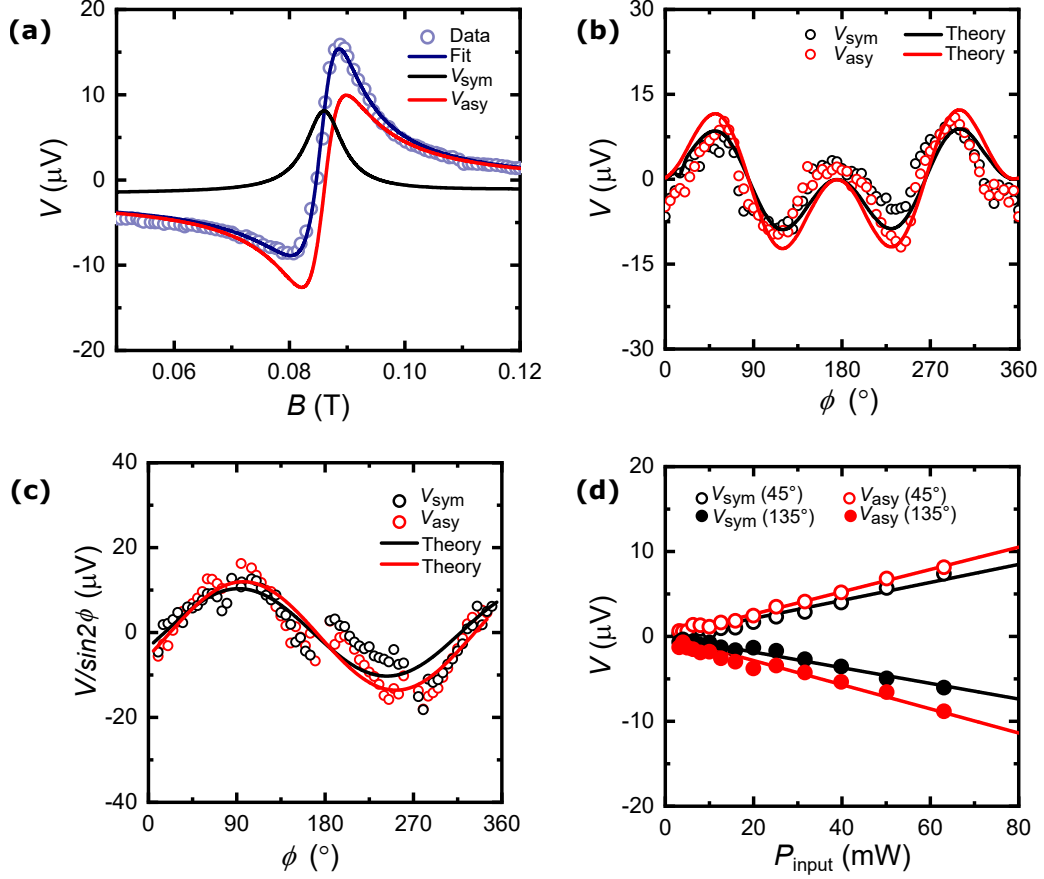 (a)
20
10
0
-10
-20
V (μV)
0.06
0.08
0.10
0.12
B (T)
Data
Fit
Vsym
Vasy
(b)
30
15
0
-15
-30
V (μV)
0
90
180
270
360
ϕ (°)
Vsym
Vasy
Theory
Theory
(c)
40
20
0
-20
-40
V/sin2ϕ (μV)
0
90
180
270
360
ϕ (°)
Vsym
Vasy
Theory
Theory
(d)
20
10
0
-10
-20
V (μV)
0
20
40
60
80
Pinput (mW)
Vsym (45°)
Vsym (135°)
Vasy (45°)
Vasy (135°)